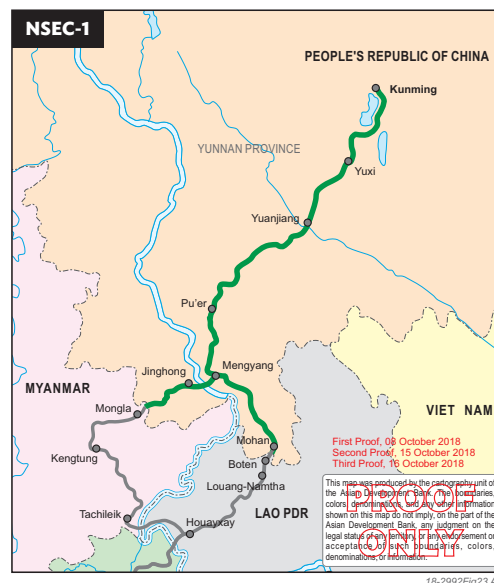 NSEC-1
PEOPLE'S REPUBLIC OF CHINA
Kunming
YUNNAN PROVINCE
Yuxi
Yuanjiang
Pu'er
Jinghong
Mengyang
MYANMAR
Mongla
VIET NAM
Mohan
First Proof, 03 October 2018
Second Proof, 15 October 2018
Third Proof, 16 October 2018
Kengtung
Boten
Louang-Namtha
This map was produced by the cartography unit of
the Asian Development Bank. The boundaries,
colors, denominations, and any other information
shown on this map do not imply, on the part of the
Asian Development Bank, any judgment on the
legal status of any territory, or any endorsement or
acceptance of such boundaries, colors,
denominations, or information.
PROOF
ONLY
Tachileik
LAO PDR
Houayxay